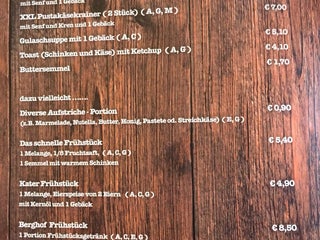 mit Senf und 1 Gebäck
XXL Pustakäsekrainer ( 2 Stück) ( A, G, M ) € 7,00
mit Senf und Kren und 1 Gebäck
Gulaschsuppe mit 1 Gebäck ( A, C ) € 5,10
Toast (Schinken und Käse) mit Ketchup ( A, G ) € 4,10
Buttersemmel € 1,70
dazu vielleicht ......
Diverse Aufstriche - Portion € 0,90
(z.B. Marmelade, Nutella, Butter, Honig, Pastete od. Streichkäse) ( E, G )
Das schnelle Frühstück € 5,40
1 Melange, 1/8 Fruchtsaft, ( A, C, G )
1 Semmel mit warmem Schinken
Kater Frühstück € 4,90
1 Melange, Eierspeise von 2 Eiern ( A, C, G )
mit Kernöl und 1 Gebäck
Berghof Frühstück € 8,50
1 Portion Frühstücksgetränk ( A, C, E, G )